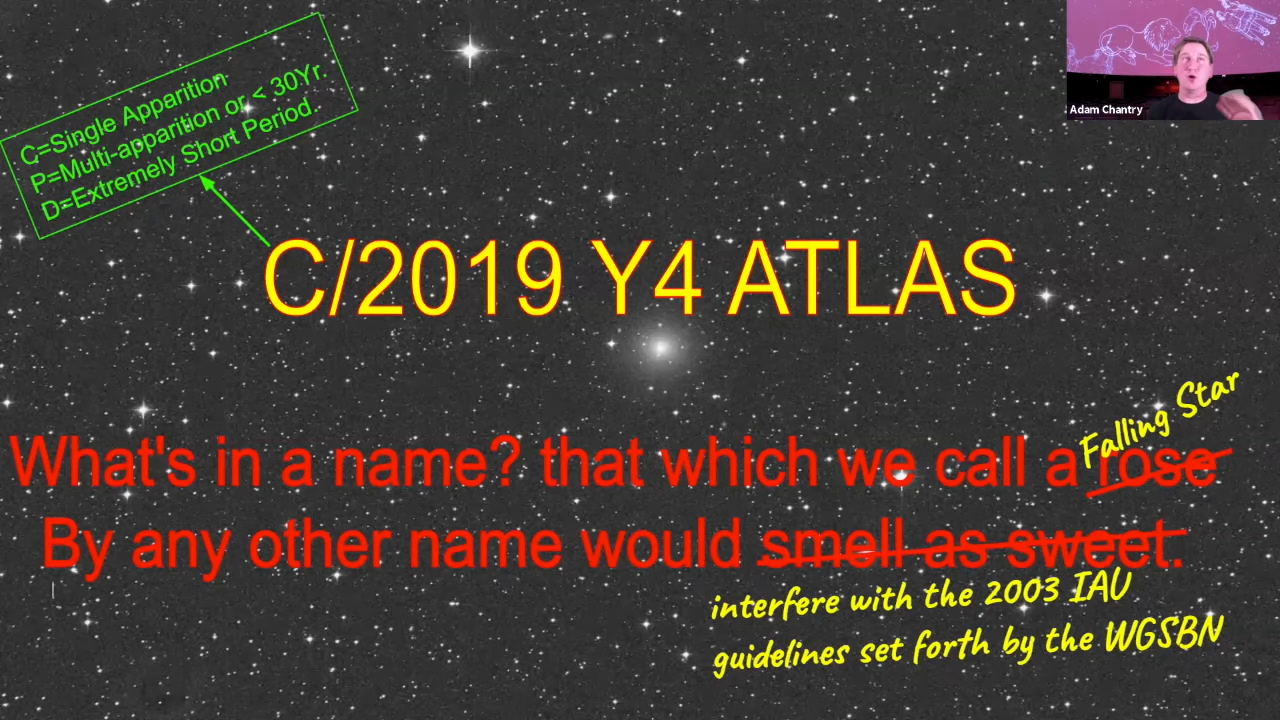 C=Single Apparition
P=Multi-apparition or < 30Yr.
D=Extremely Short Period
Adam Chantry
C/2019 Y4 ATLAS
Falling Star
What's in a name? that which we call a rose
By any other name would smell as sweet.
interfere with the 2003 IAU
guidelines set forth by the WGSBN